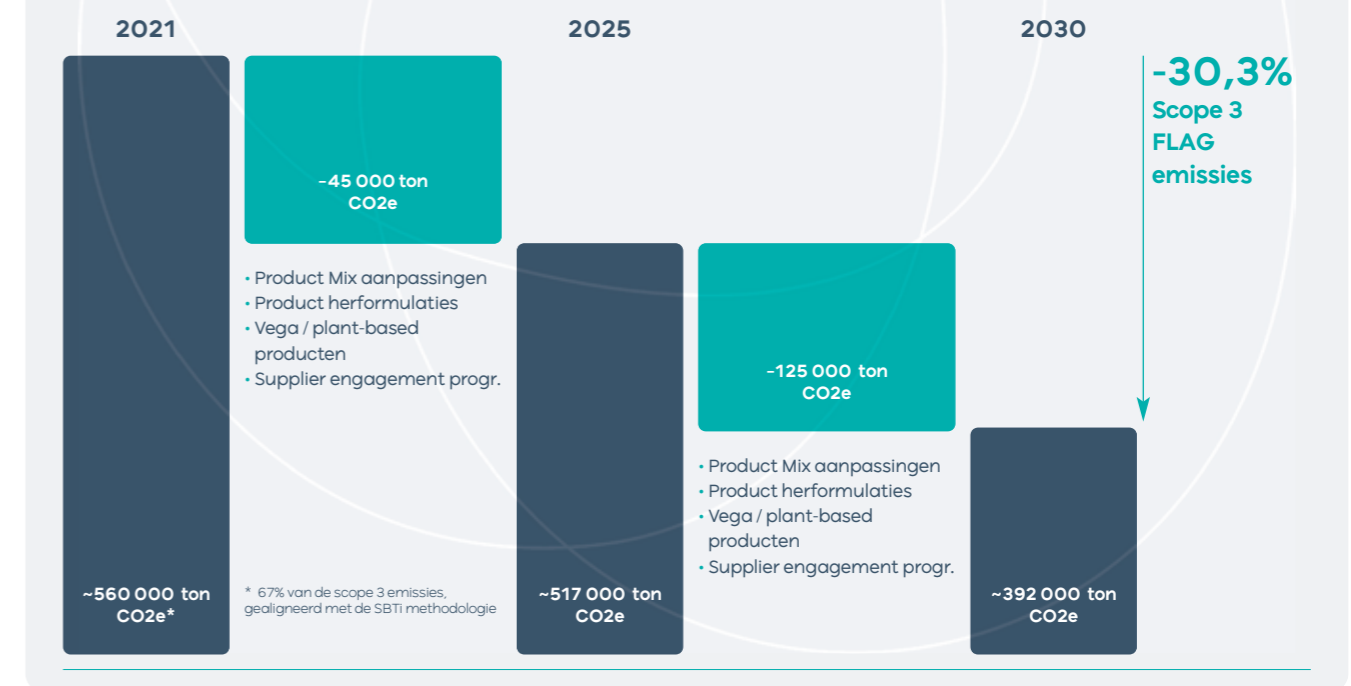 2021
2025
2030
-30,3%
Scope 3
FLAG
emissies
-45 000 ton
CO2e
• Product Mix aanpassingen
• Product herformulaties
• Vega / plant-based
producten
• Supplier engagement progr.
-125 000 ton
CO2e
• Product Mix aanpassingen
• Product herformulaties
• Vega / plant-based
producten
• Supplier engagement progr.
~560 000 ton
CO2e*
* 67% van de scope 3 emissies,
gealigneerd met de SBTi methodologie
~517 000 ton
CO2e
~392 000 ton
CO2e